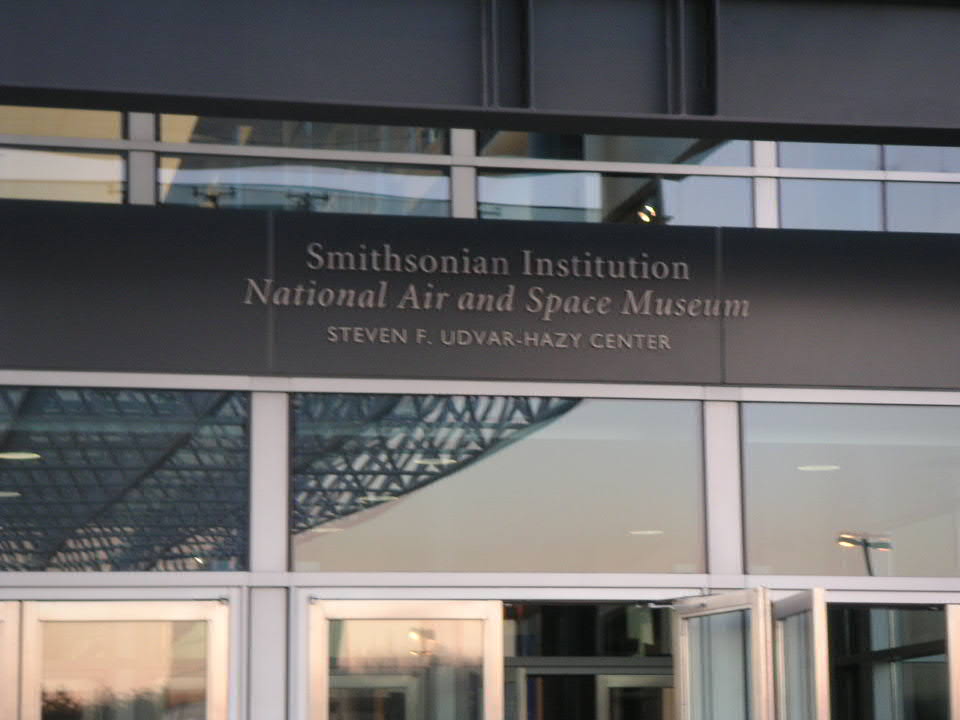 Smithsonian Institution
National Air and Space Museum
STEVEN F. UDVAR-HAZY CENTER